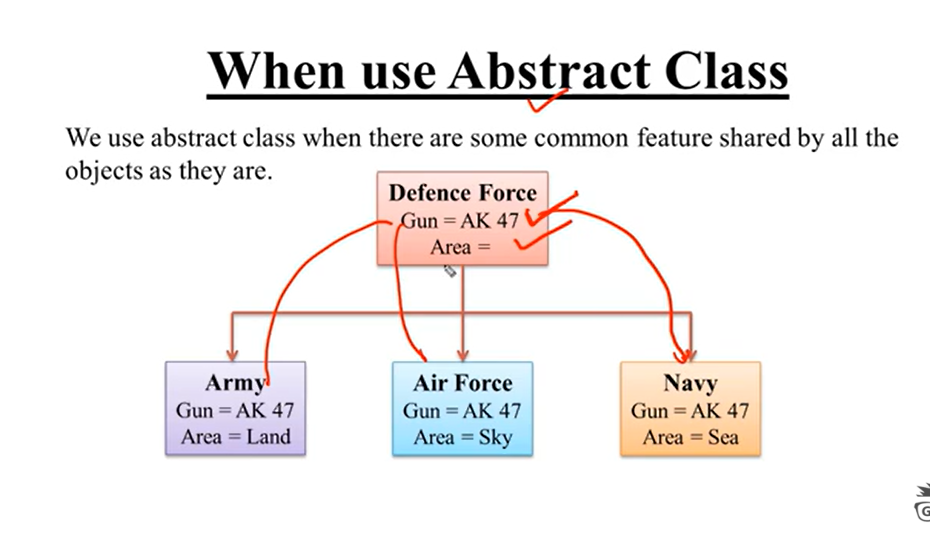 When use Abstract Class
We use abstract class when there are some common feature shared by all the
objects as they are.
Defence Force
Gun = AK 47
Area =
Army
Gun = AK 47
Area = Land
Air Force
Gun = AK 47
Area = Sky
Navy
Gun = AK 47
Area = Sea
G